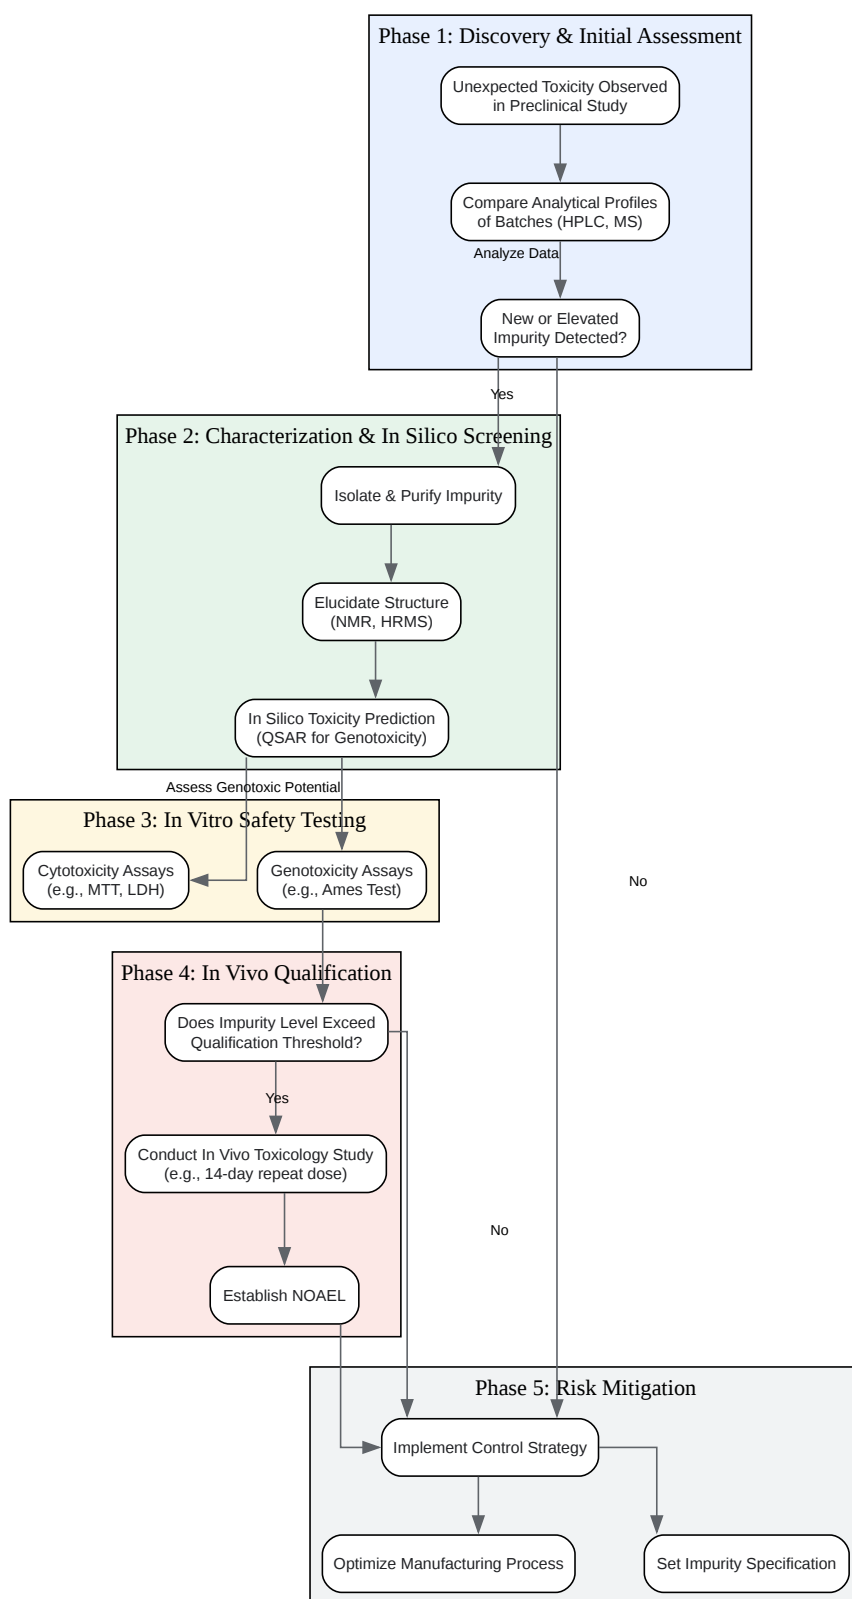 Phase 1: Discovery & Initial Assessment
Unexpected Toxicity Observed
in Preclinical Study
Compare Analytical Profiles
of Batches (HPLC, MS)
Analyze Data
New or Elevated
Impurity Detected?
Yes
Phase 2: Characterization & In Silico Screening
Isolate & Purify Impurity
Elucidate Structure
(NMR, HRMS)
In Silico Toxicity Prediction
(QSAR for Genotoxicity)
Assess Genotoxic Potential
Phase 3: In Vitro Safety Testing
Cytotoxicity Assays
(e.g., MTT, LDH)
Genotoxicity Assays
(e.g., Ames Test)
No
Phase 4: In Vivo Qualification
Does Impurity Level Exceed
Qualification Threshold?
Yes
Conduct In Vivo Toxicology Study
(e.g., 14-day repeat dose)
No
Establish NOAEL
Phase 5: Risk Mitigation
Implement Control Strategy
Optimize Manufacturing Process
Set Impurity Specification